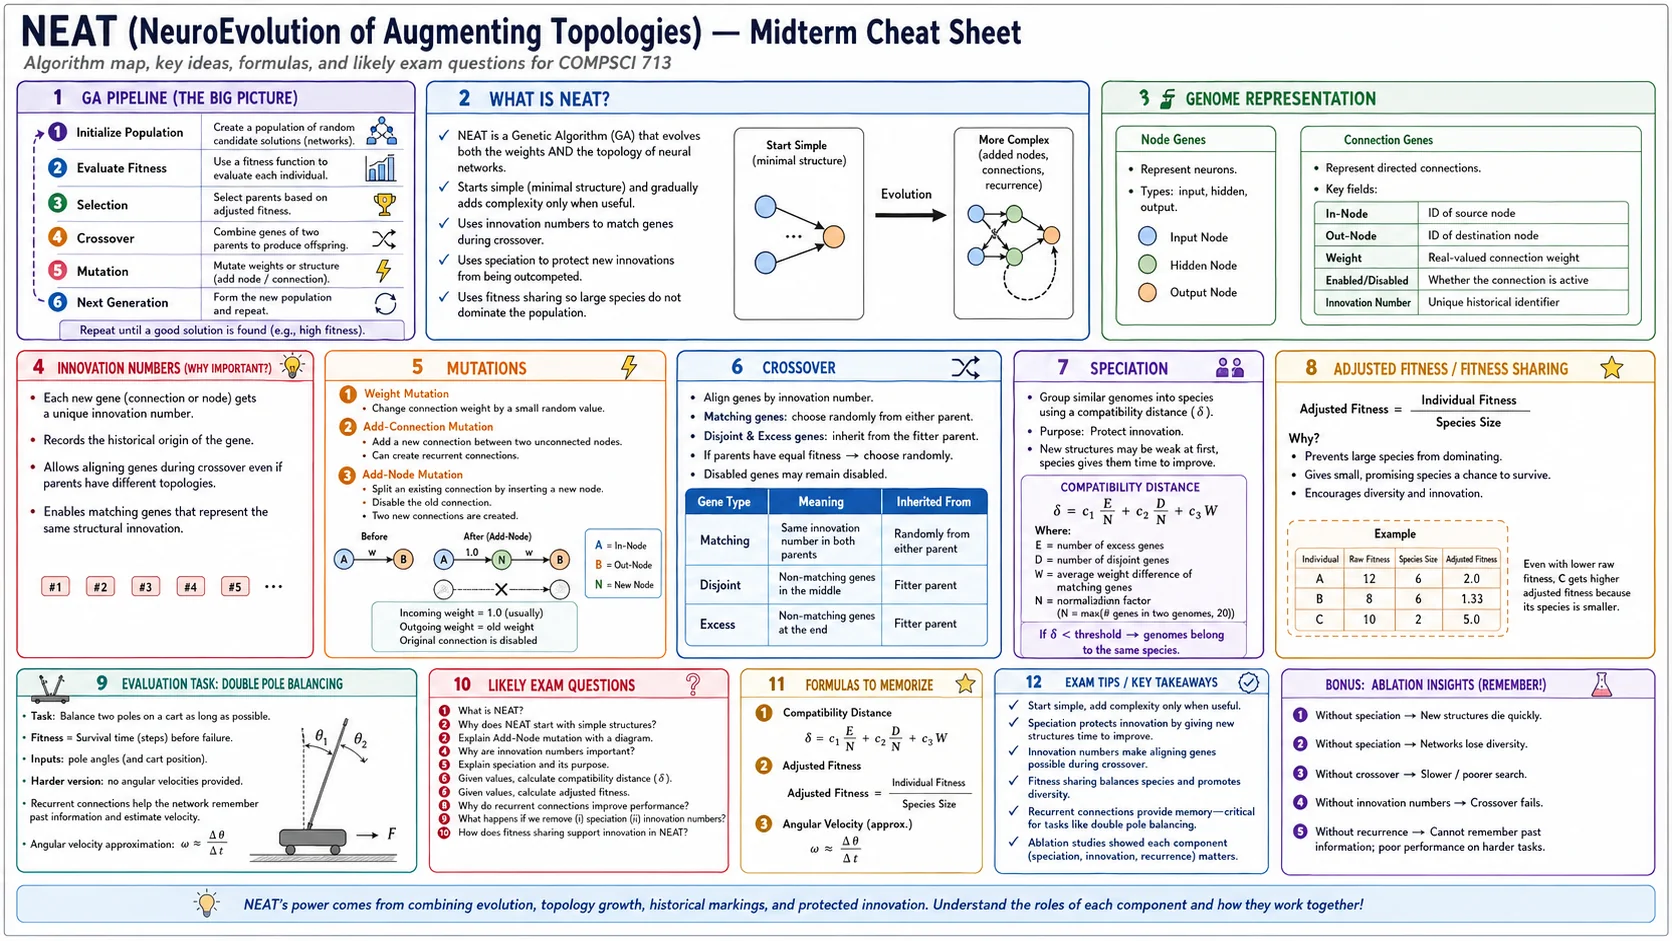 NEAT (NeuroEvolution of Augmenting Topologies) — Midterm Cheat Sheet
Algorithm map, key ideas, formulas, and likely exam questions for COMPSCI 713
1 GA PIPELINE (THE BIG PICTURE)
1 Initialize Population
Create a population of random
candidate solutions (networks).
2 Evaluate Fitness
Use a fitness function to
evaluate each individual.
3 Selection
Select parents based on
adjusted fitness.
4 Crossover
Combine genes of two
parents to produce offspring.
5 Mutation
Mutate weights or structure
(add node / connection).
6 Next Generation
Form the new population
and repeat.
Repeat until a good solution is found (e.g., high fitness).
2 WHAT IS NEAT?
✓ NEAT is a Genetic Algorithm (GA) that evolves
both the weights AND the topology of neural
networks.
✓ Starts simple (minimal structure) and gradually
adds complexity only when useful.
✓ Uses innovation numbers to match genes
during crossover.
✓ Uses speciation to protect new innovations
from being outcompeted.
✓ Uses fitness sharing so large species do not
dominate the population.
Start Simple
(minimal structure)
...
Evolution
More Complex
(added nodes,
connections,
recurrence)
3 GENOME REPRESENTATION
Node Genes
• Represent neurons.
• Types: input, hidden,
output.
Input Node
Hidden Node
Output Node
Connection Genes
• Represent directed connections.
• Key fields:
In-Node ID of source node
Out-Node ID of destination node
Weight Real-valued connection weight
Enabled/Disabled Whether the connection is active
Innovation Number Unique historical identifier
4 INNOVATION NUMBERS (WHY IMPORTANT?)
• Each new gene (connection or node) gets
a unique innovation number.
• Records the historical origin of the gene.
• Allows aligning genes during crossover even if
parents have different topologies.
• Enables matching genes that represent the
same structural innovation.
#1 #2 #3 #4 #5 ...
5 MUTATIONS
1 Weight Mutation
• Change connection weight by a small random value.
2 Add-Connection Mutation
• Add a new connection between two unconnected nodes.
• Can create recurrent connections.
3 Add-Node Mutation
• Split an existing connection by inserting a new node.
• Disable the old connection.
• Two new connections are created.
Before
A w B
After (Add-Node)
A 1.0 N w B
A = In-Node
B = Out-Node
N = New Node
Incoming weight = 1.0 (usually)
Outgoing weight = old weight
Original connection is disabled
6 CROSSOVER
• Align genes by innovation number.
• Matching genes: choose randomly from either parent.
• Disjoint & Excess genes: inherit from the fitter parent.
• If parents have equal fitness → choose randomly.
• Disabled genes may remain disabled.
Gene Type Meaning Inherited From
Matching
Same innovation
number in both
parents
Randomly from
either parent
Disjoint
Non-matching genes
in the middle
Fitter parent
Excess
Non-matching genes
at the end
Fitter parent
7 SPECIATION
• Group similar genomes into species
using a compatibility distance (δ).
• Purpose: Protect innovation.
• New structures may be weak at first,
species gives them time to improve.
COMPATIBILITY DISTANCE
δ = c1 E/N + c2 D/N + c3 W
Where:
E = number of excess genes
D = number of disjoint genes
W = average weight difference of
matching genes
N = factor
(N = max(# genes in two genomes, 20))
If δ < threshold → genomes belong
to the same species.
8 ADJUSTED FITNESS / FITNESS SHARING
Adjusted Fitness = Individual Fitness / Species Size
Why?
• Prevents large species from dominating.
• Gives small, promising species a chance to survive.
• Encourages diversity and innovation.
Example
Individual Raw Fitness Species Size Adjusted Fitness
A 12 6 2.0
B 8 6 1.33
C 10 2 5.0
Even with lower raw
fitness, C gets higher
adjusted fitness because
its species is smaller.
9 EVALUATION TASK: DOUBLE POLE BALANCING
• Task: Balance two poles on a cart as long as possible.
• Fitness = Survival time (steps) before failure.
• Inputs: pole angles (and cart position).
• Harder version: no angular velocities provided.
• Recurrent connections help the network remember
past information and estimate velocity.
• Angular velocity approximation: ω ≈ Δθ/Δt
θ1 θ2
F
10 LIKELY EXAM QUESTIONS
1 What is NEAT?
2 Why does NEAT start with simple structures?
2 Explain Add-Node mutation with a diagram.
4 Why are innovation numbers important?
5 Explain speciation and its purpose.
6 Given values, calculate compatibility distance (δ).
6 Given values, calculate adjusted fitness.
8 Why do recurrent connections improve performance?
9 What happens if we remove (i) speciation (ii) innovation numbers?
10 How does fitness sharing support innovation in NEAT?
11 FORMULAS TO MEMORIZE
1 Compatibility Distance
δ = c1 E/N + c2 D/N + c3 W
2 Adjusted Fitness
Adjusted Fitness = Individual Fitness / Species Size
3 Angular Velocity (approx.)
ω ≈ Δθ/Δt
12 EXAM TIPS / KEY TAKEAWAYS
✓ Start simple, add complexity only when useful.
✓ Speciation protects innovation by giving new
structures time to improve.
✓ Innovation numbers make aligning genes
possible during crossover.
✓ Fitness sharing balances species and promotes
diversity.
✓ Recurrent connections provide memory—critical
for tasks like double pole balancing.
✓ Ablation studies showed each component
(speciation, innovation, recurrence) matters.
BONUS: ABLATION INSIGHTS (REMEMBER!)
1 Without speciation → New structures die quickly.
2 Without speciation → Networks lose diversity.
3 Without crossover → Slower / poorer search.
4 Without innovation numbers → Crossover fails.
5 Without recurrence → Cannot remember past
information; poor performance on harder tasks.
NEAT's power comes from combining evolution, topology growth, historical markings, and protected innovation. Understand the roles of each component and how they work together!